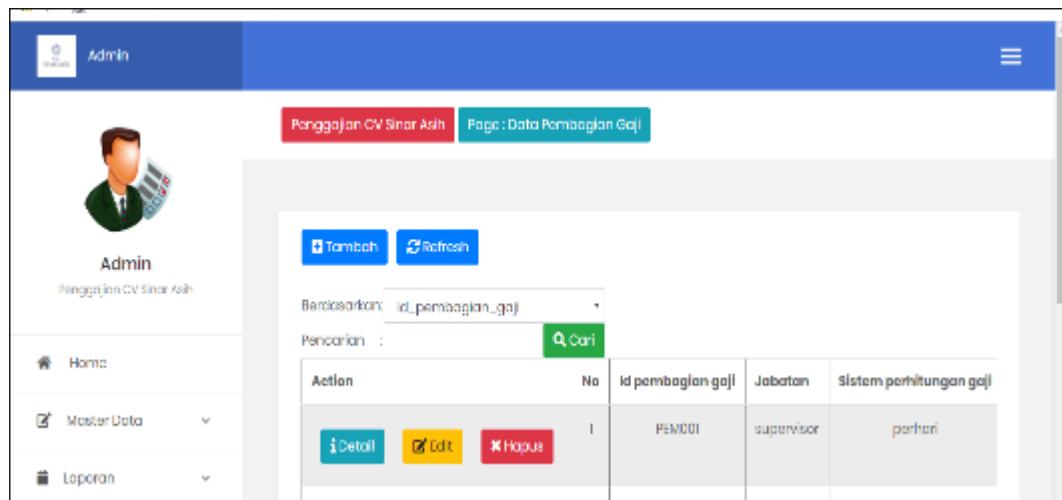 Admin
Penggajian CV Sinar Asih
Page : Data Pembagian Gaji
Admin
Penggajian CV Sinar Asih
Home
Master Data
Laporan
Tambah Refresh
Berdasarkan: id_pembagian_gaji
Pencarian : Cari
Action No Id pembagian gaji Jabatan Sistem perhitungan gaji
Detail Edit Hapus 1 PEM001 supervisor perhari